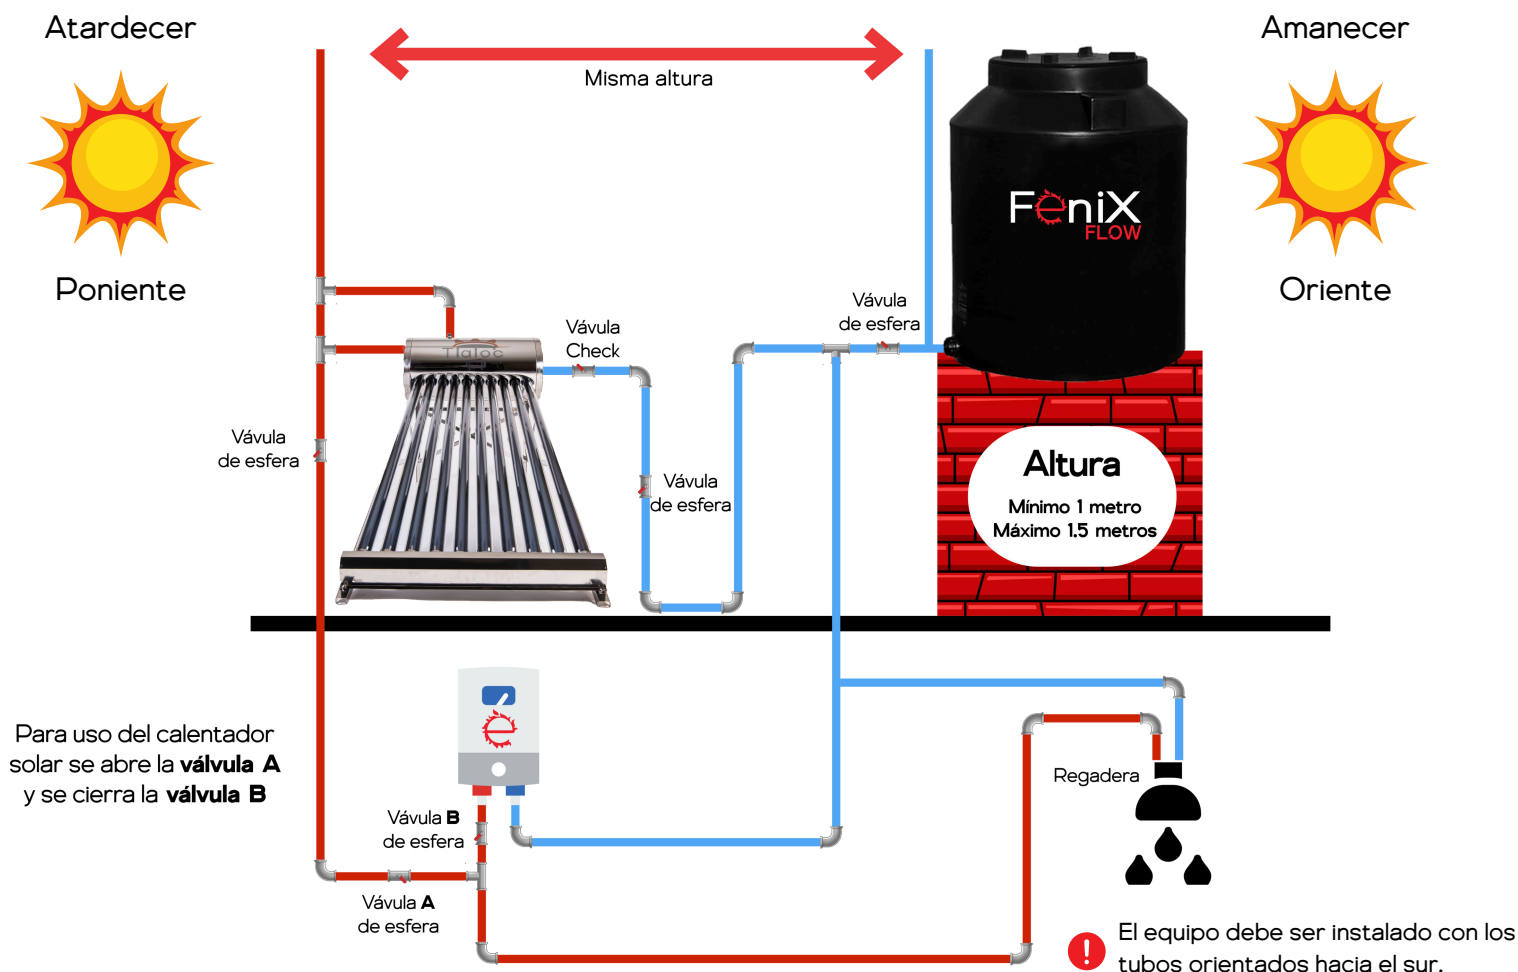 Atardecer
Amanecer
Misma altura
FèniX
FLOW
Poniente
Oriente
Vávula
de esfera
Vávula
Check
Tlaloc
Vávula
de esfera
Vávula
de esfera
Altura
Mínimo 1 metro
Máximo 1.5 metros
Para uso del calentador
solar se abre la válvula A
y se cierra la válvula B
è
Regadera
Vávula B
de esfera
Vávula A
de esfera
El equipo debe ser instalado con los
tubos orientados hacia el sur.